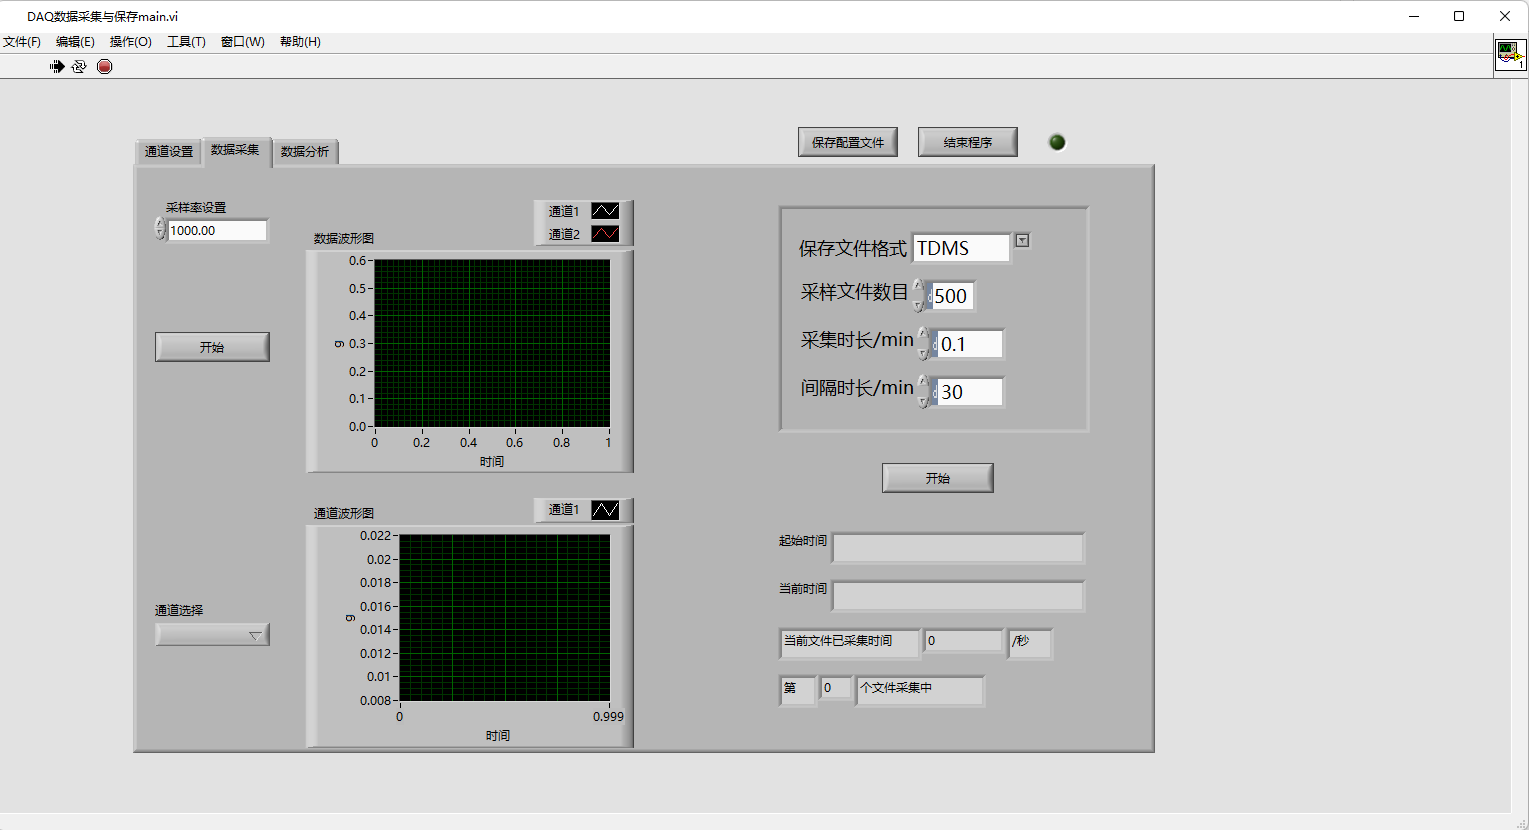 DAQ数据采集与保存main.vi
文件(F) 编辑(E) 操作(O) 工具(T) 窗口(W) 帮助(H)
1
通道设置 数据采集 数据分析
保存配置文件 结束程序
采样率设置
1000.00
开始
通道选择
数据波形图
通道1
通道2
0.6
0.5
0.4
0.3
0.2
0.1
0.0
g
0 0.2 0.4 0.6 0.8 1
时间
通道波形图
通道1
0.022
0.02
0.018
0.016
0.014
0.012
0.01
0.008
g
0 0.999
时间
保存文件格式 TDMS
采样文件数目 d 500
采集时长/min d 0.1
间隔时长/min d 30
开始
起始时间
当前时间
当前文件已采集时间 0 /秒
第 0 个文件采集中